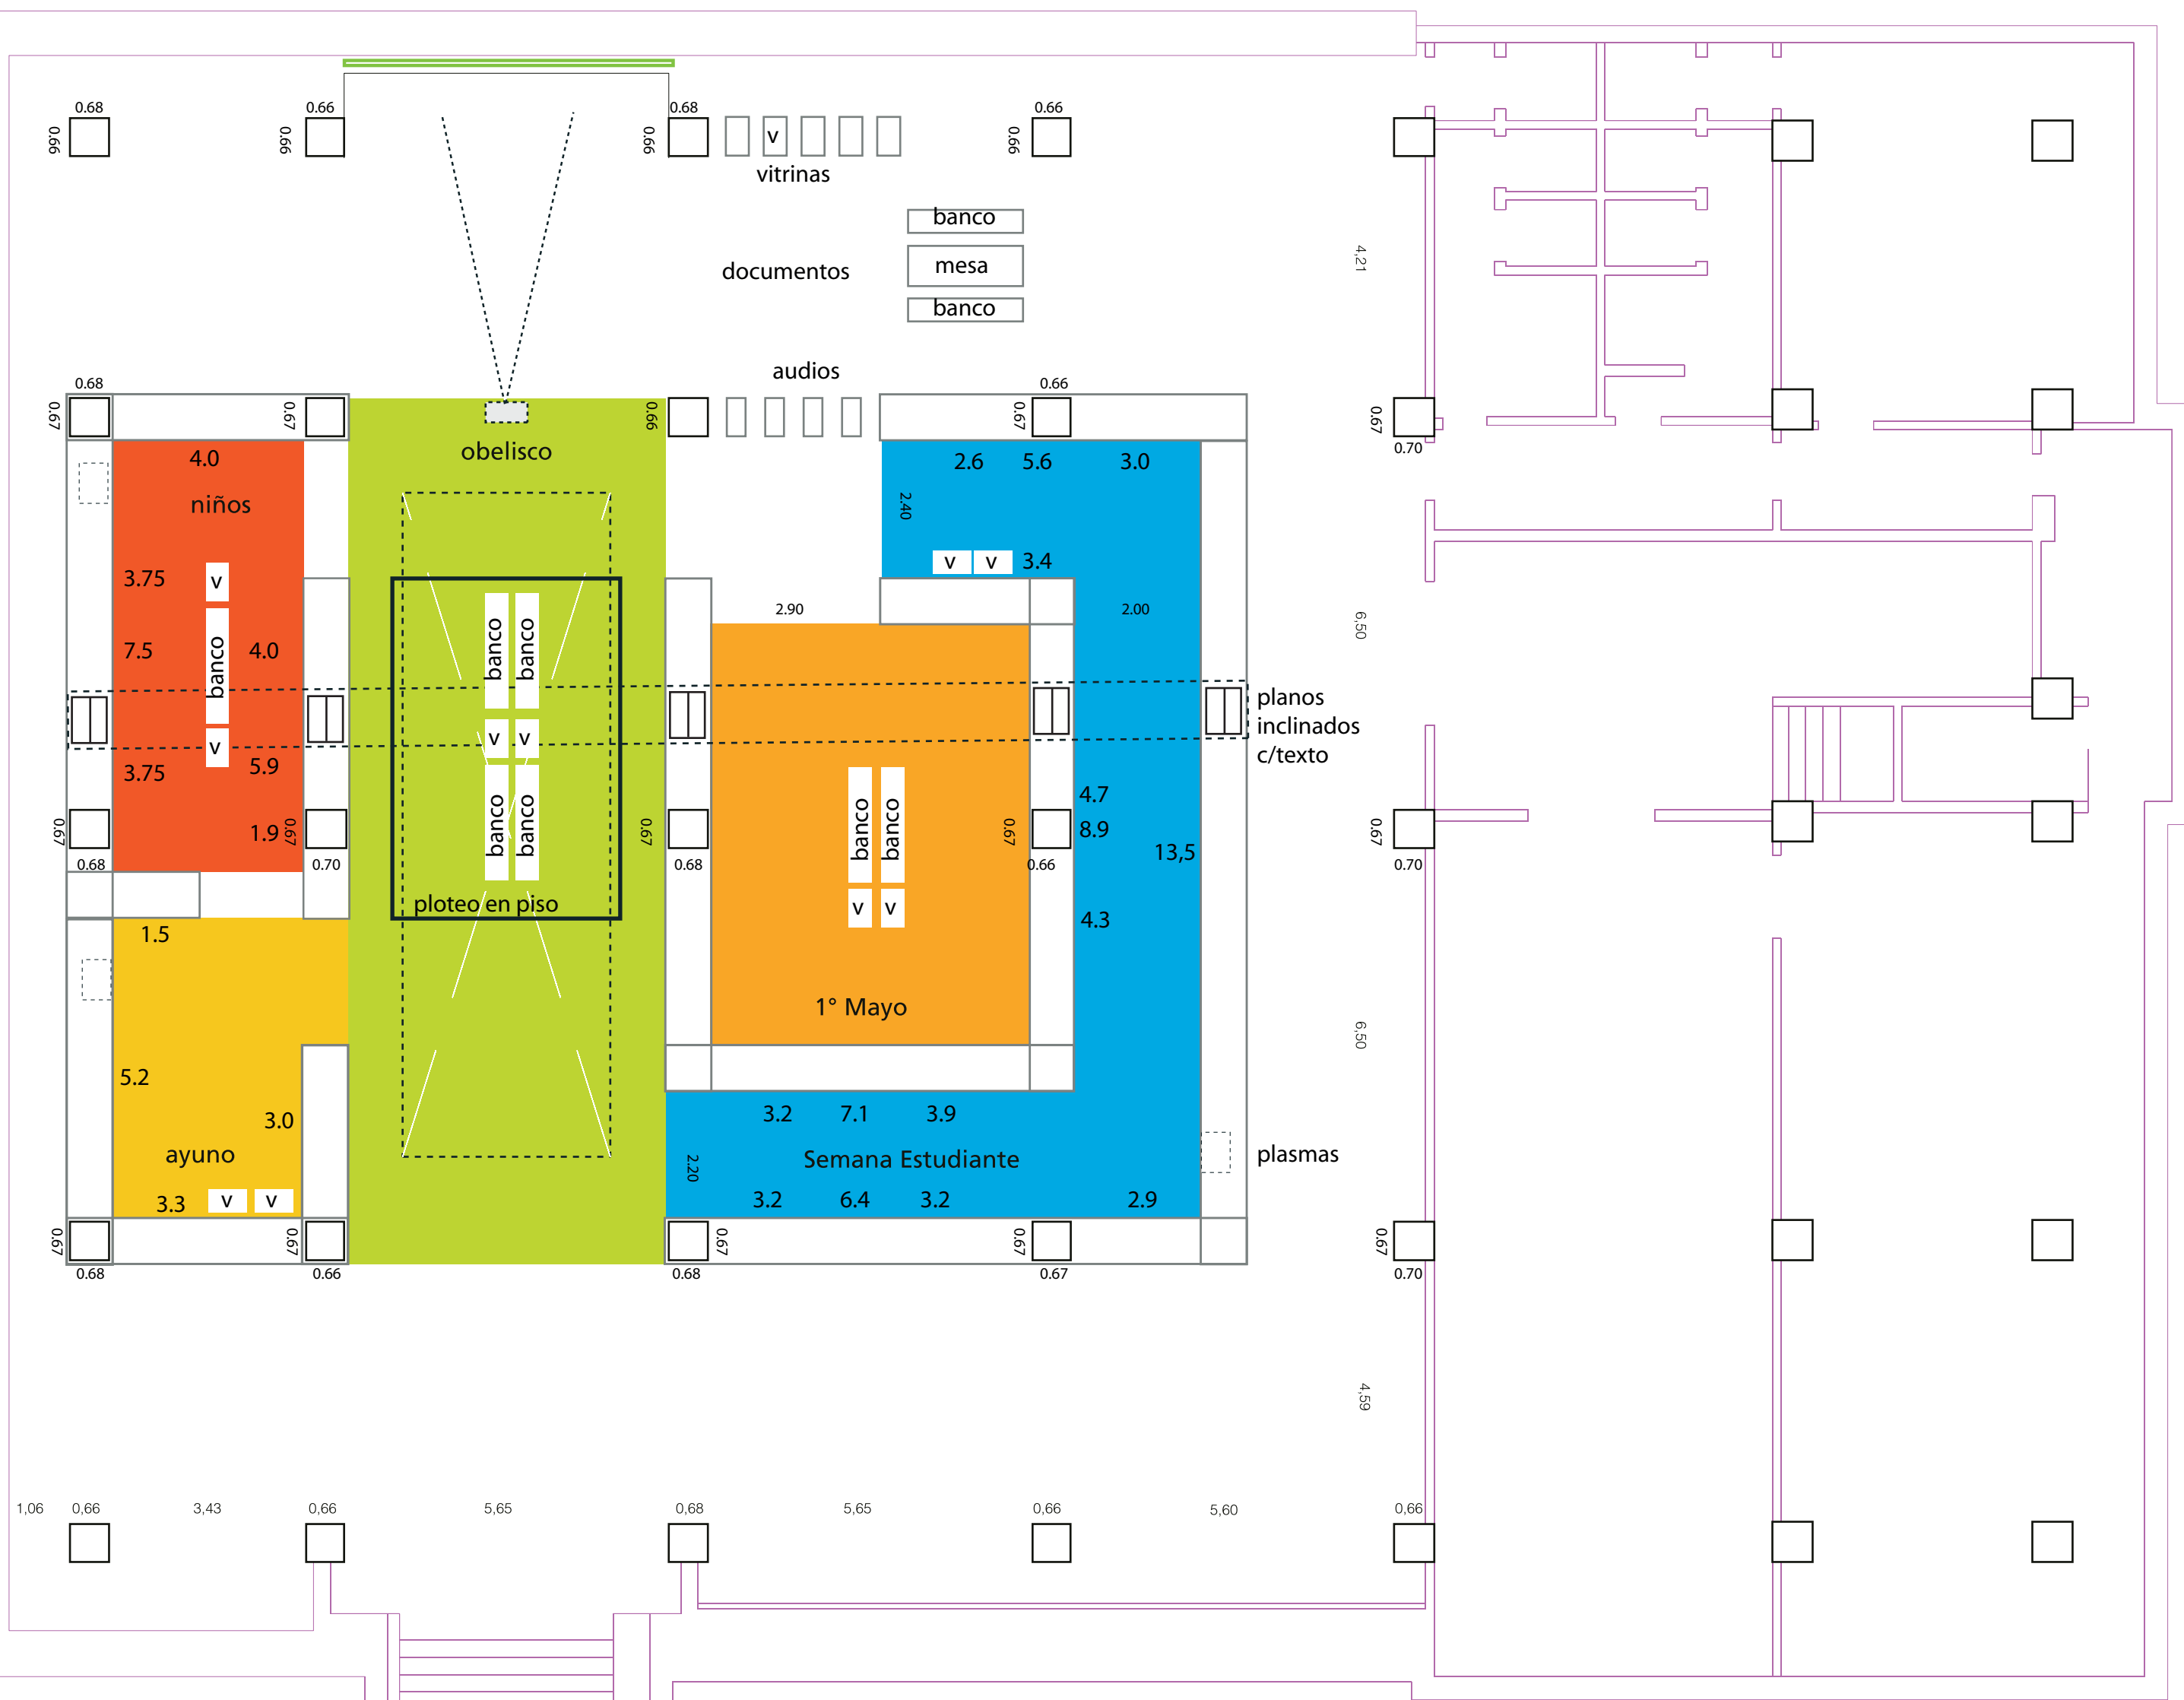 0.68
0.66
0.68
0.66
0.66
0.66
0.66
0.66
v
vitrinas
banco
mesa
banco
documentos
4,21
audios
0.68
0.66
0.67
0.67
0.66
0.67
0.67
0.70
obelisco
4.0
niños
2.6
5.6
3.0
2.40
v
v
3.4
3.75
v
2.90
2.00
6,50
7.5
banco
4.0
banco
banco
planos
inclinados
c/texto
v
v
v
3.75
5.9
4.7
banco
banco
banco
banco
1.9
0.67
0.67
0.67
0.67
8.9
13,5
0.67
0.68
0.70
0.68
0.66
0.70
ploteo en piso
v
v
4.3
1.5
1° Mayo
6,50
5.2
3.0
3.2
7.1
3.9
ayuno
Semana Estudiante
plasmas
2.20
3.3
v
v
3.2
6.4
3.2
2.9
0.67
0.67
0.67
0.67
0.67
0.68
0.66
0.68
0.67
0.70
4,59
1,06
0,66
3,43
0,66
5,65
0,68
5,65
0,66
5,60
0,66